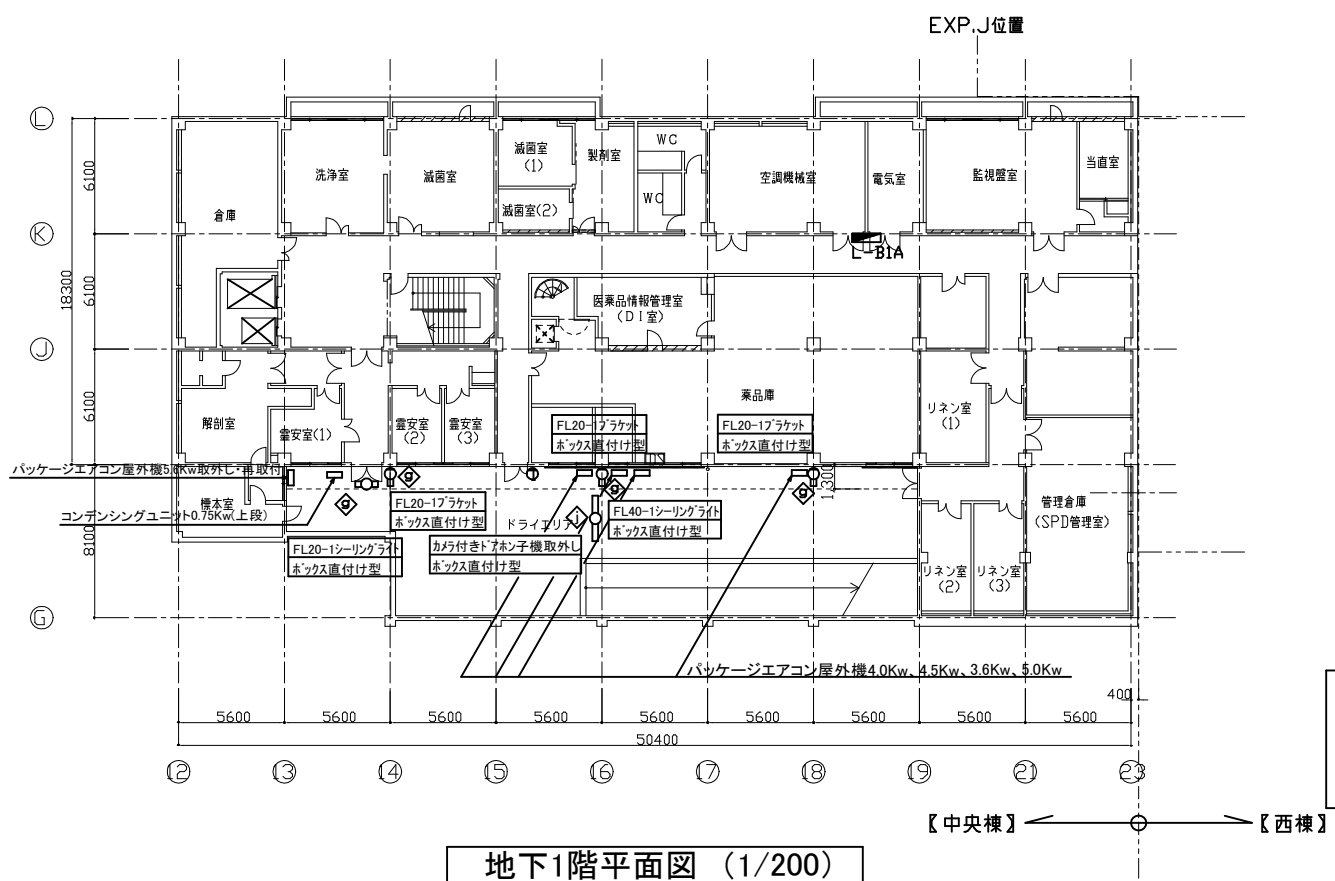 EXP.J位置
Ⓛ
6100
洗浄室
滅菌室
滅菌室
(1)
製剤室
WC
空調機械室
電気室
監視盤室
当直室
倉庫
滅菌室(2)
WC
Ⓚ
L-B1A
18300
6100
医薬品情報管理室
(DI室)
Ⓙ
6100
薬品庫
解剖室
霊安室(1)
霊安室
(2)
霊安室
(3)
リネン室
(1)
FL20-1ブラケット
ボックス直付け型
FL20-1ブラケット
ボックス直付け型
パッケージエアコン屋外機5.6Kw取外し・再取付
標本室
コンデンシングユニット0.75Kw(上段)
g
g
g
g
1,300
FL20-1ブラケット
ボックス直付け型
ドライエリア
j
FL40-1シーリングライト
ボックス直付け型
管理倉庫
(SPD管理室)
8100
FL20-1シーリングライト
ボックス直付け型
カメラ付きドアホン子機取外し
ボックス直付け型
リネン室
(2)
リネン室
(3)
Ⓖ
パッケージエアコン屋外機4.0Kw、4.5Kw、3.6Kw、5.0Kw
400
5600 5600 5600 5600 5600 5600 5600 5600 5600
50400
⑫ ⑬ ⑭ ⑮ ⑯ ⑰ ⑱ ⑲ ㉑ ㉓
【中央棟】 【西棟】
地下1階平面図 (1/200)